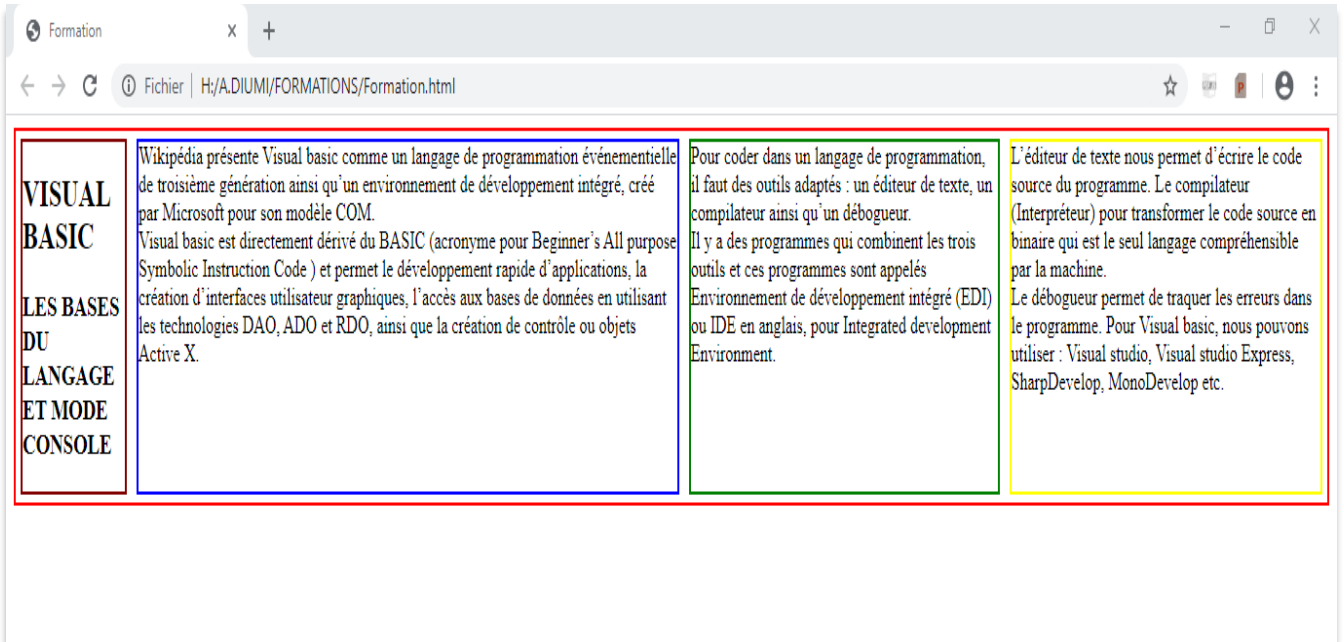 Formation
Fichier
H:/A.DIUMI/FORMATIONS/Formation.html
VISUAL
BASIC
LES BASES
DU
LANGAGE
ET MODE
CONSOLE
Wikipédia présente Visual basic comme un langage de programmation événementielle
de troisième génération ainsi qu’un environnement de développement intégré, créé
par Microsoft pour son modèle COM.
Visual basic est directement dérivé du BASIC (acronyme pour Beginner’s All purpose
Symbolic Instruction Code ) et permet le développement rapide d’applications, la
création d’interfaces utilisateur graphiques, l’accès aux bases de données en utilisant
les technologies DAO, ADO et RDO, ainsi que la création de contrôle ou objets
Active X.
Pour coder dans un langage de programmation,
il faut des outils adaptés : un éditeur de texte, un
compilateur ainsi qu’un débogueur.
Il y a des programmes qui combinent les trois
outils et ces programmes sont appelés
Environnement de développement intégré (EDI)
ou IDE en anglais, pour Integrated development
Environment.
L’éditeur de texte nous permet d’écrire le code
source du programme. Le compilateur
(Interpréteur) pour transformer le code source en
binaire qui est le seul langage compréhensible
par la machine.
Le débogueur permet de traquer les erreurs dans
le programme. Pour Visual basic, nous pouvons
utiliser : Visual studio, Visual studio Express,
SharpDevelop, MonoDevelop etc.